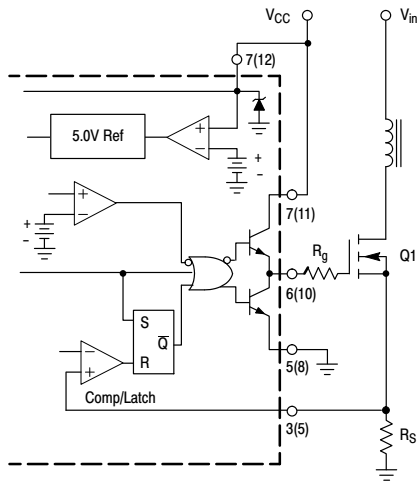 VCC
Vin
7(12)
5.0V Ref
+
−
+
-
+
−
+
-
7(11)
Rg
Q1
6(10)
S
Q̅
R
5(8)
−
+
Comp/Latch
3(5)
RS